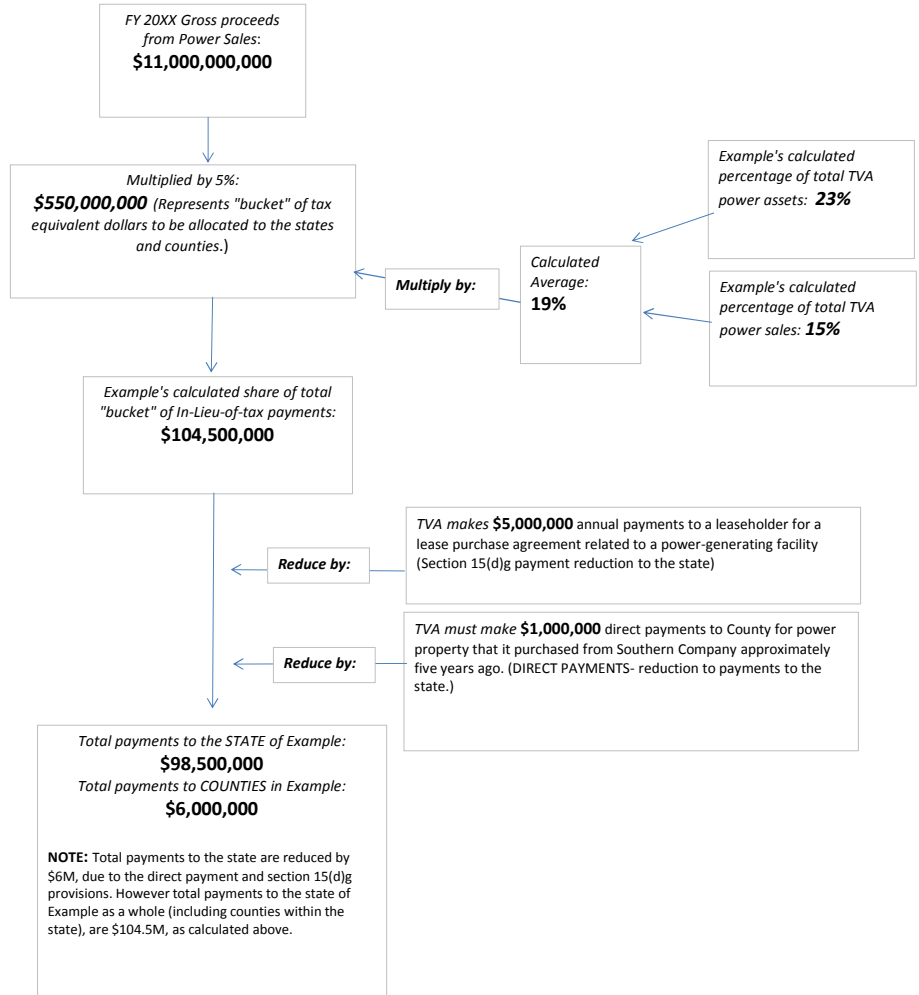 FY 20XX Gross proceeds
from Power Sales:
$11,000,000,000
Multiplied by 5%:
$550,000,000 (Represents "bucket" of tax
equivalent dollars to be allocated to the states
and counties.)
Example's calculated
percentage of total TVA
power assets: 23%
Multiply by:
Calculated
Average:
19%
Example's calculated
percentage of total TVA
power sales: 15%
Example's calculated share of total
"bucket" of In-Lieu-of-tax payments:
$104,500,000
Reduce by:
TVA makes $5,000,000 annual payments to a leaseholder for a
lease purchase agreement related to a power-generating facility
(Section 15(d)g payment reduction to the state)
Reduce by:
TVA must make $1,000,000 direct payments to County for power
property that it purchased from Southern Company approximately
five years ago. (DIRECT PAYMENTS- reduction to payments to the
state.)
Total payments to the STATE of Example:
$98,500,000
Total payments to COUNTIES in Example:
$6,000,000
NOTE: Total payments to the state are reduced by
$6M, due to the direct payment and section 15(d)g
provisions. However total payments to the state of
Example as a whole (including counties within the
state), are $104.5M, as calculated above.